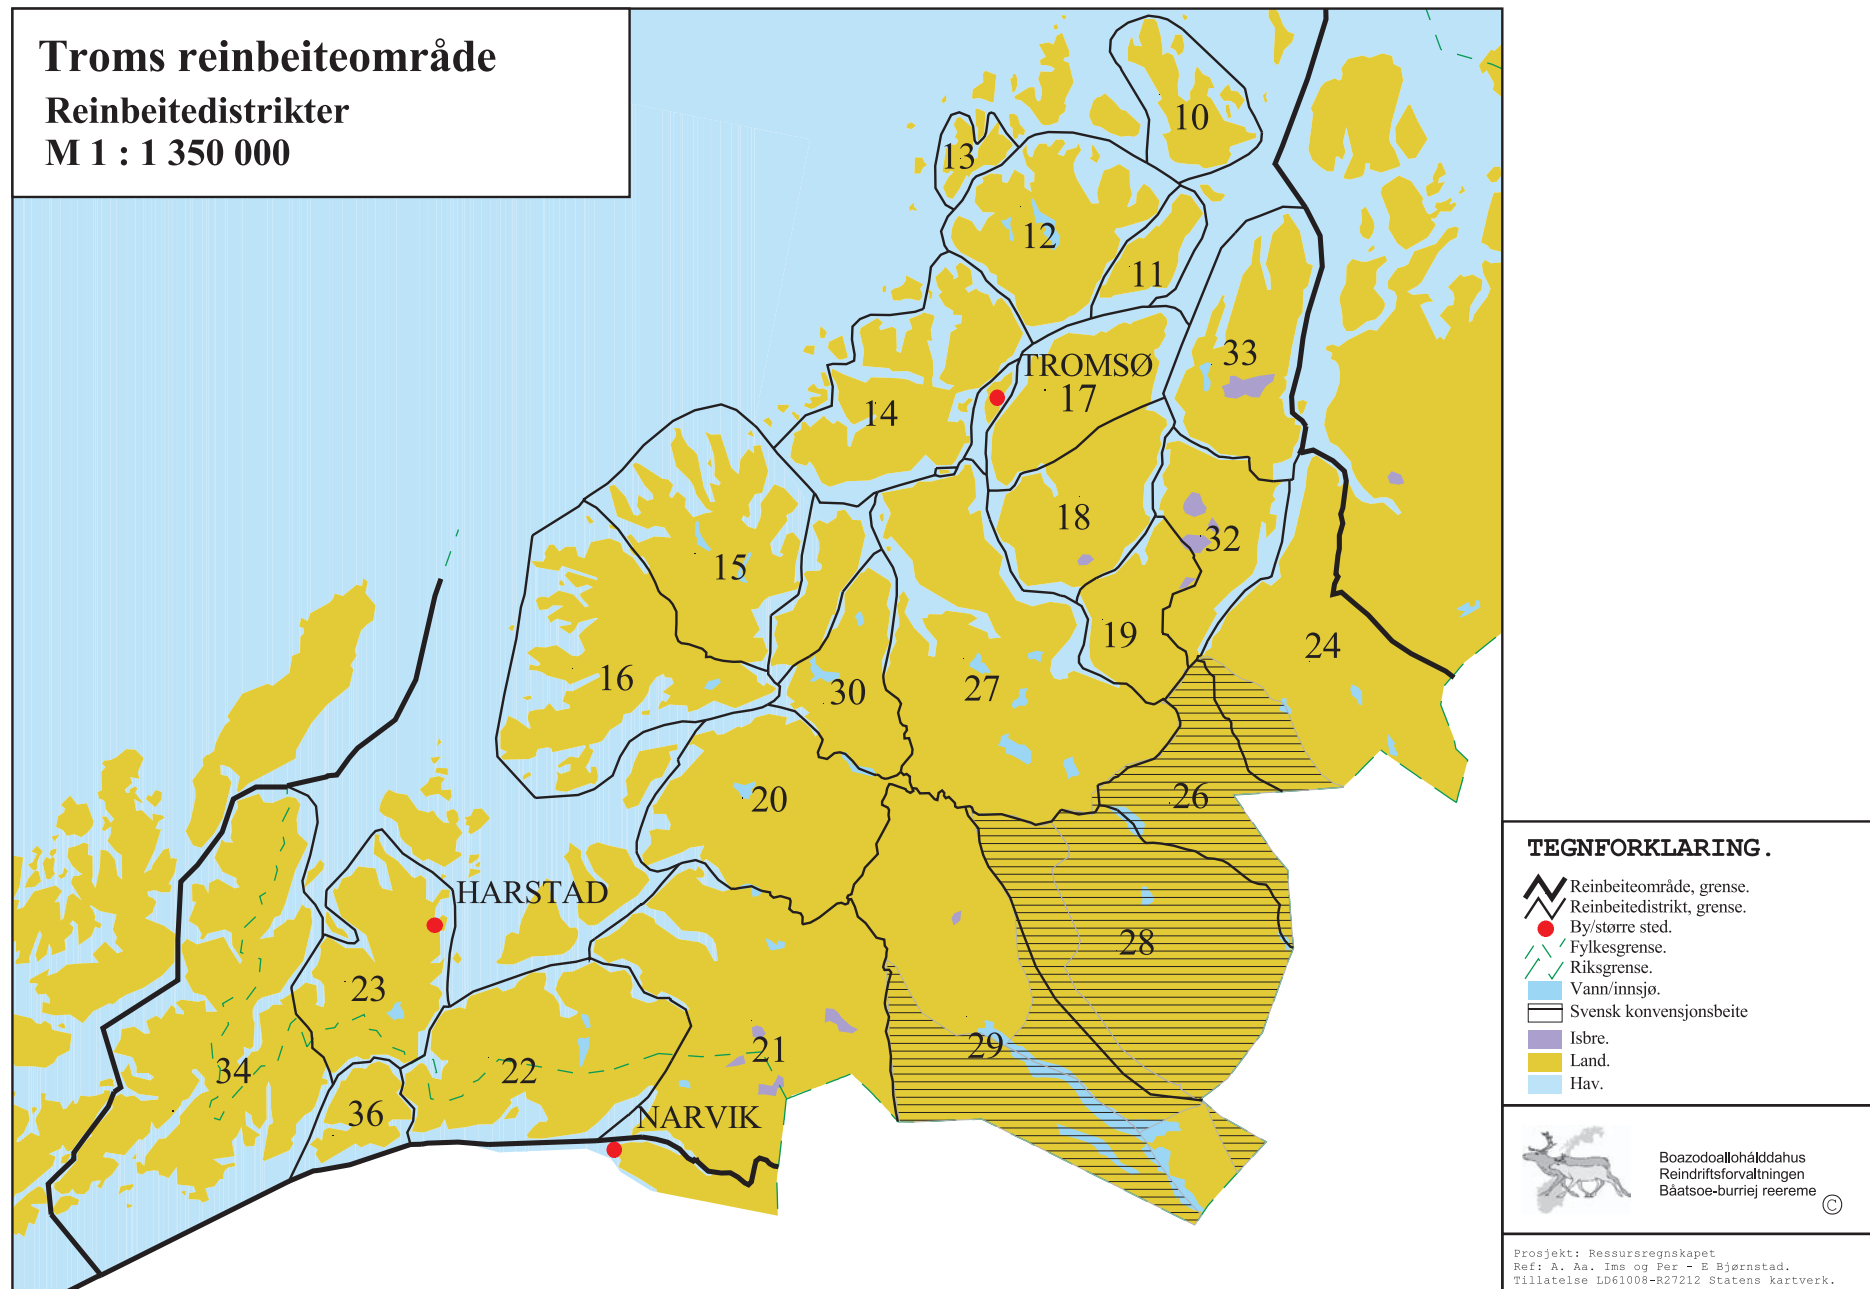 Troms reinbeiteområde
Reinbeitedistrikter
M 1 : 1 350 000
10
13
12
11
33
TROMSØ
17
14
18
32
15
19
24
16
30
27
26
20
HARSTAD
28
23
29
21
34
22
36
NARVIK
TEGNFORKLARING.
Reinbeiteområde, grense.
Reinbeitedistrikt, grense.
By/større sted.
Fylkesgrense.
Riksgrense.
Vann/innsjø.
Svensk konvensjonsbeite
Isbre.
Land.
Hav.
Boazodoallohálddahus
Reindriftsforvaltningen
Båatsoe-burriej reereme
©
Prosjekt: Ressursregnskapet
Ref: A. Aa. Ims og Per - E Bjørnstad.
Tillatelse LD61008-R27212 Statens kartverk.